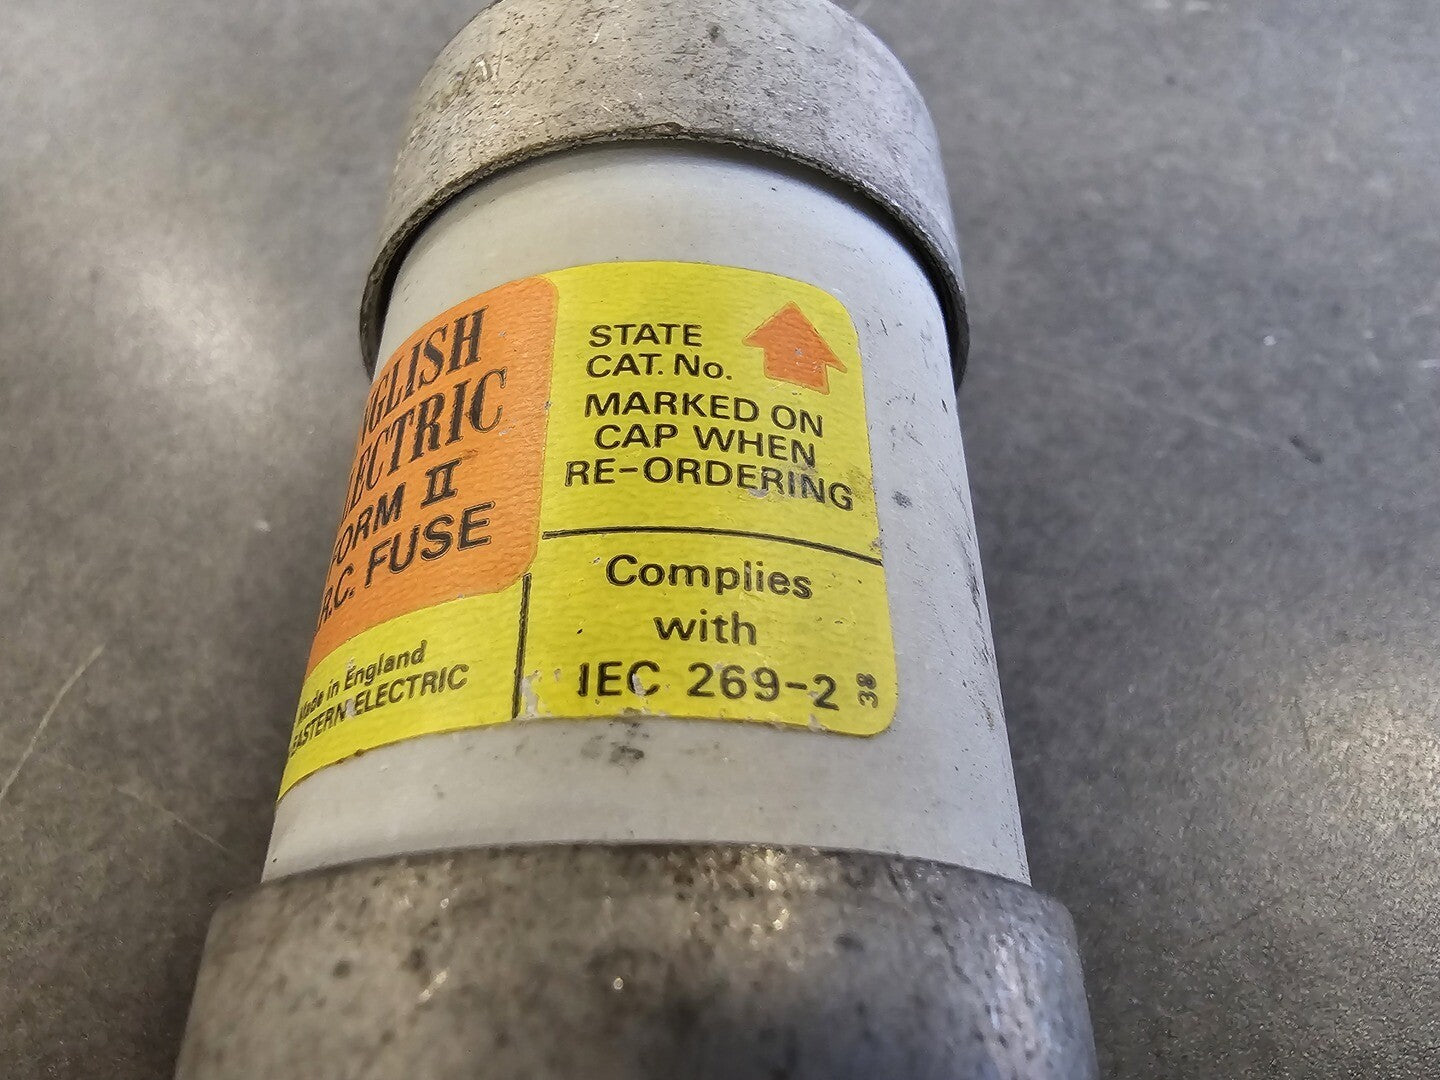 NGLISH
LECTRIC
FORM II
R.C. FUSE
Made in England
EASTERN ELECTRIC
STATE
CAT. No.
MARKED ON
CAP WHEN
RE-ORDERING
Complies
with
IEC 269-2
38